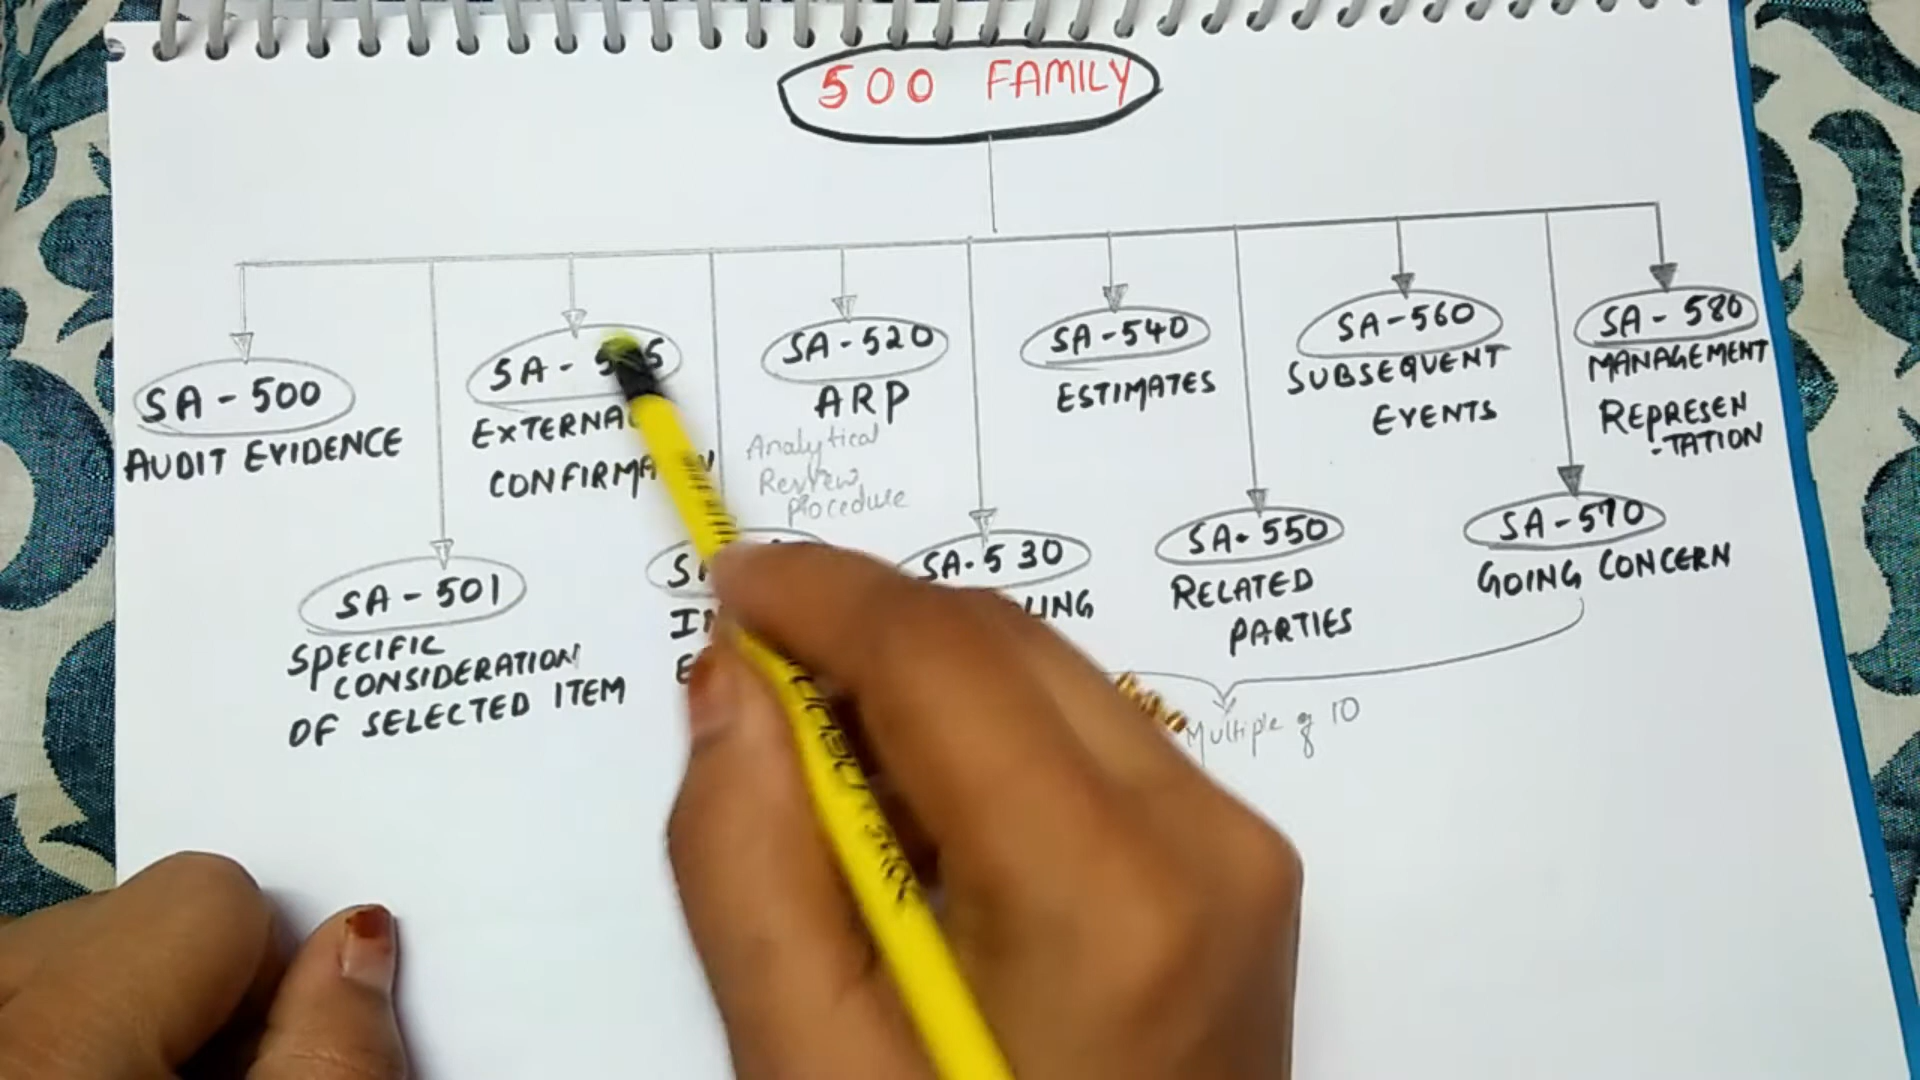 500 FAMILY
SA - 500
AUDIT EVIDENCE
SA - 501
SPECIFIC
CONSIDERATION
OF SELECTED ITEM
SA -
SA - 520
ARP
Analytical
Review
Procedure
SA - 530
SA - 540
ESTIMATES
SA - 550
RELATED
PARTIES
SA - 560
SUBSEQUENT
EVENTS
SA - 570
GOING CONCERN
SA - 580
MANAGEMENT
REPRESEN
-TATION
Multiple of 10